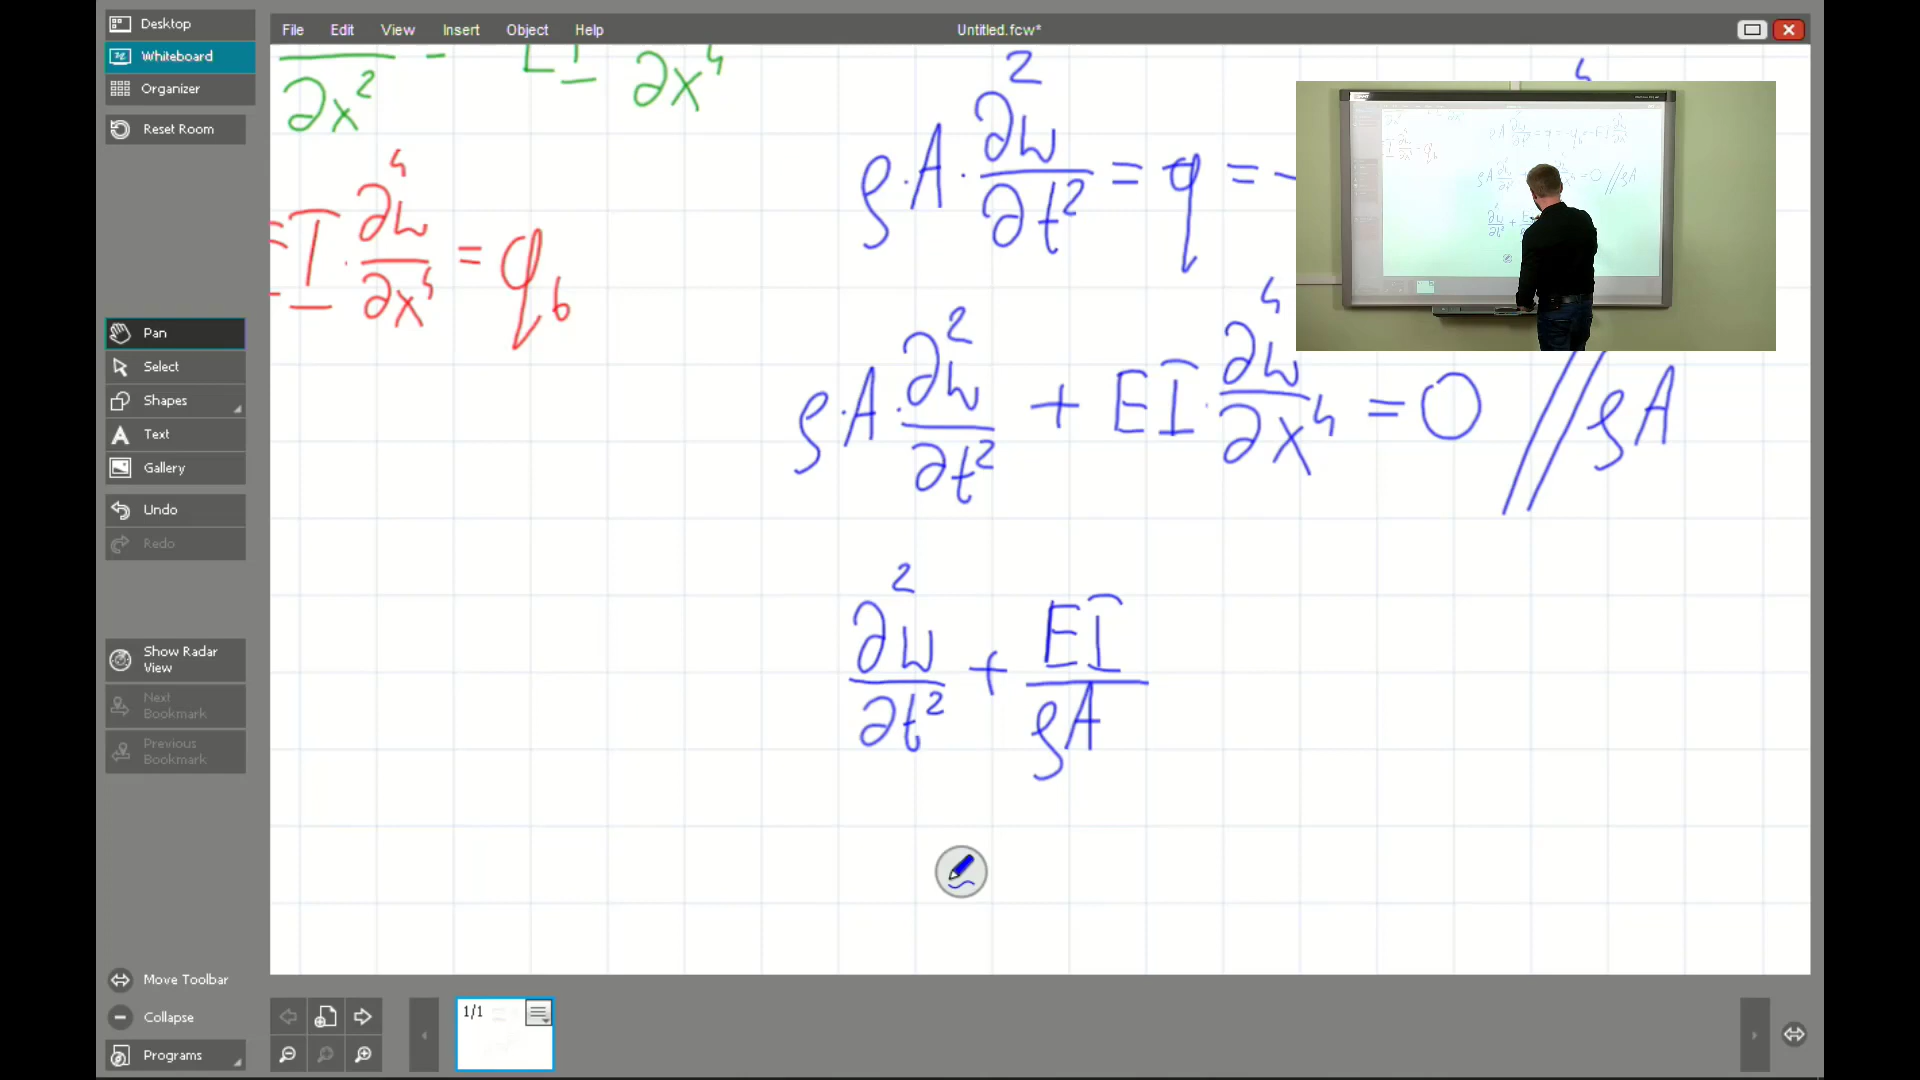 Desktop
Whiteboard
Organizer
Reset Room
Pan
Select
Shapes
Text
Gallery
Undo
Redo
Show Radar
View
Next
Bookmark
Previous
Bookmark
Move Toolbar
Collapse
Programs
File Edit View Insert Object Help
Untitled.fcw*
∂x² - EI ∂x⁴
I · ∂⁴w/∂x⁴ = q_b
ρ·A·∂²w/∂t² = q = -
ρ·A·∂²w/∂t² + EI·∂⁴w/∂x⁴ = 0 // ρA
∂²w/∂t² + EI/ρA
1/1